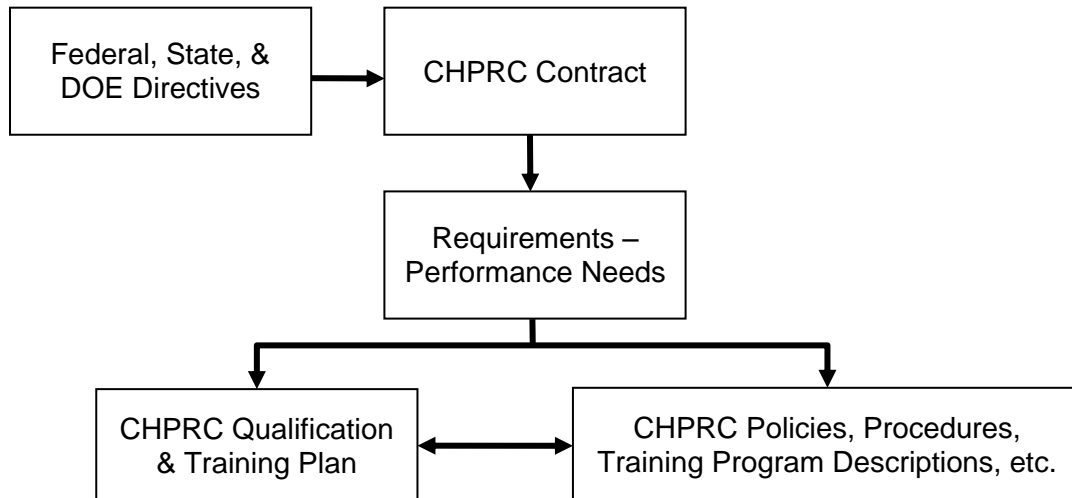 Federal, State, &
DOE Directives
CHPRC Contract
Requirements –
Performance Needs
CHPRC Qualification
& Training Plan
CHPRC Policies, Procedures,
Training Program Descriptions, etc.